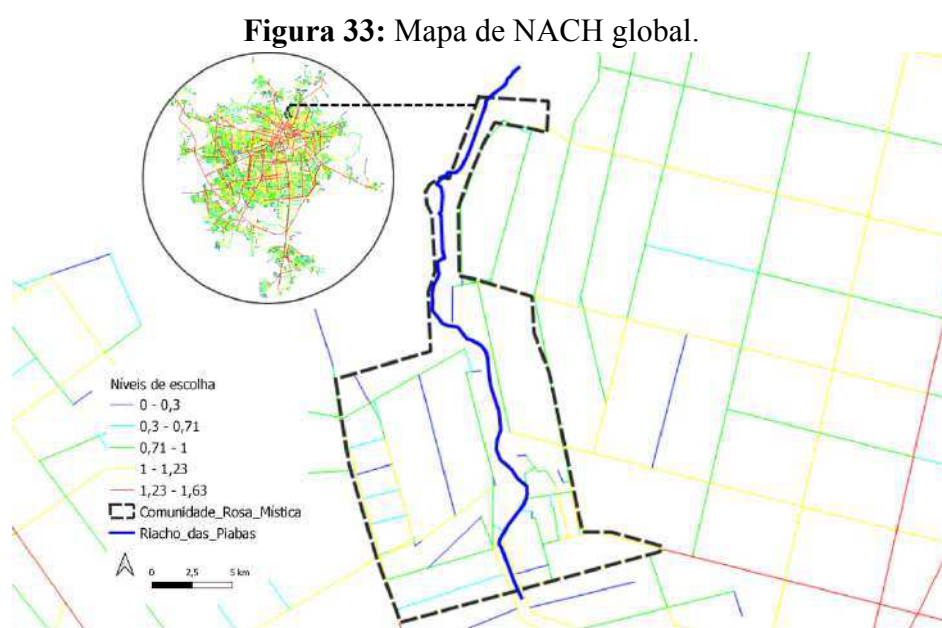 Figura 33: Mapa de NACH global.
Níveis de escolha
0 - 0,3
0,3 - 0,71
0,71 - 1
1 - 1,23
1,23 - 1,63
Comunidade_Rosa_Mística
Riacho_das_Piabas
0 2,5 5 km